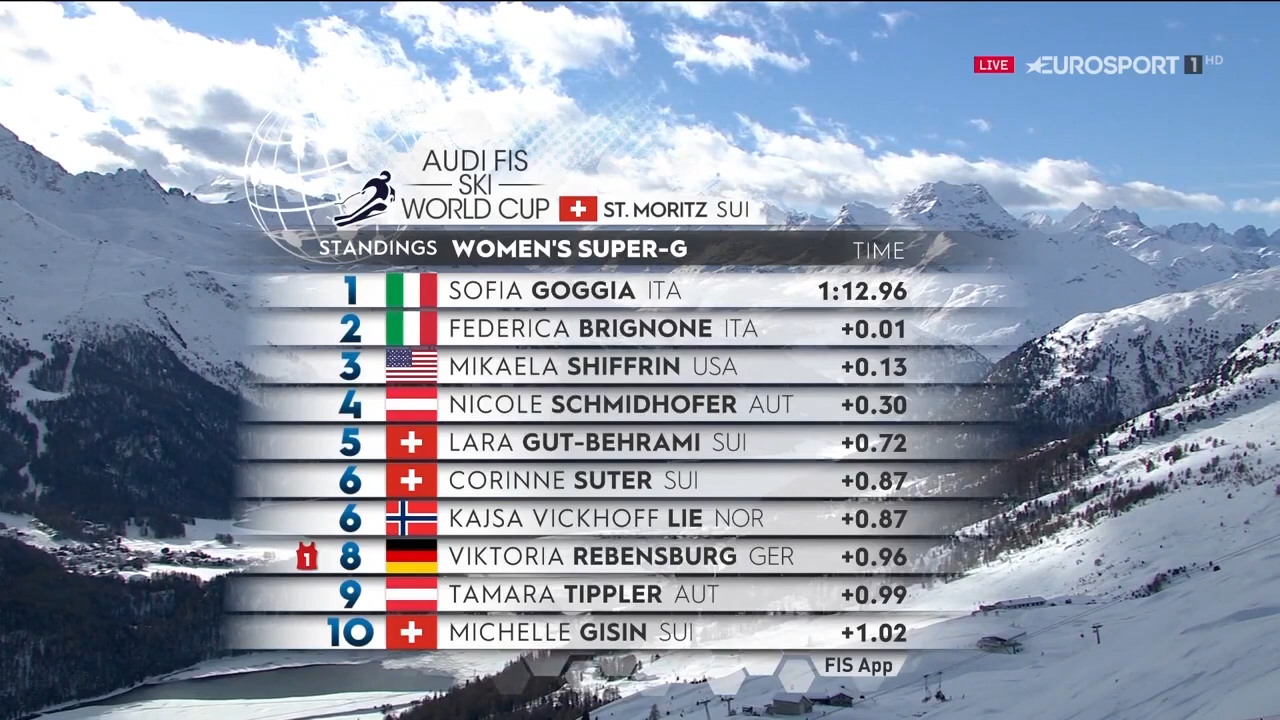 LIVE EUROSPORT 1 HD
AUDI FIS
SKI
WORLD CUP ST. MORITZ SUI
STANDINGS WOMEN'S SUPER-G TIME
1 SOFIA GOGGIA ITA 1:12.96
2 FEDERICA BRIGNONE ITA +0.01
3 MIKAELA SHIFFRIN USA +0.13
4 NICOLE SCHMIDHOFER AUT +0.30
5 LARA GUT-BEHRAMI SUI +0.72
6 CORINNE SUTER SUI +0.87
6 KAJSA VICKHOFF LIE NOR +0.87
1 8 VIKTORIA REBENSBURG GER +0.96
9 TAMARA TIPPLER AUT +0.99
10 MICHELLE GISIN SUI +1.02
FIS App